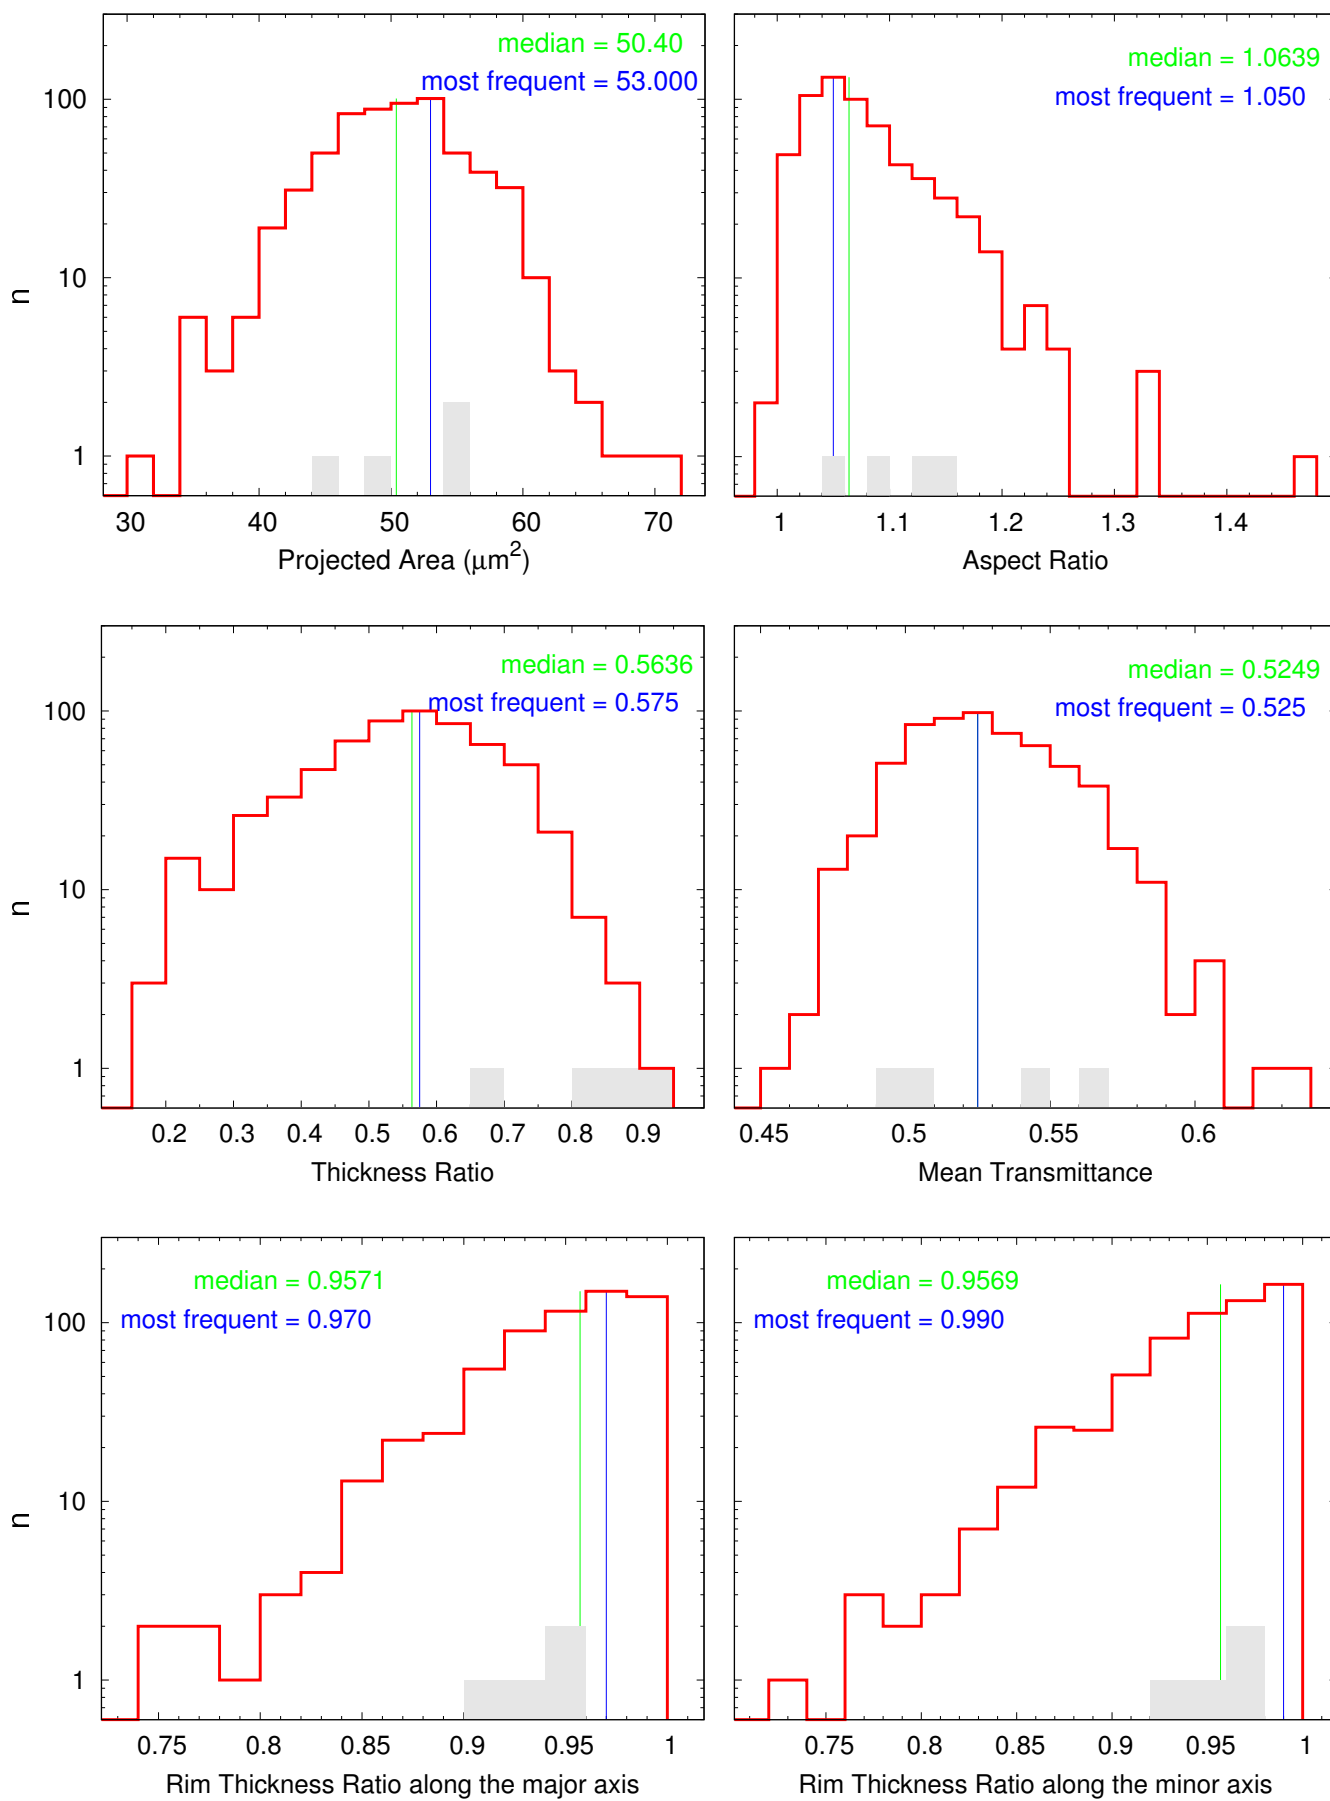 median = 50.40
most frequent = 53.000
100
10
1
n
30 40 50 60 70
Projected Area (μm²)
median = 1.0639
most frequent = 1.050
1 1.1 1.2 1.3 1.4
Aspect Ratio
median = 0.5636
most frequent = 0.575
100
10
1
n
0.2 0.3 0.4 0.5 0.6 0.7 0.8 0.9
Thickness Ratio
median = 0.5249
most frequent = 0.525
0.45 0.5 0.55 0.6
Mean Transmittance
median = 0.9571
most frequent = 0.970
100
10
1
n
0.75 0.8 0.85 0.9 0.95 1
Rim Thickness Ratio along the major axis
median = 0.9569
most frequent = 0.990
0.75 0.8 0.85 0.9 0.95 1
Rim Thickness Ratio along the minor axis